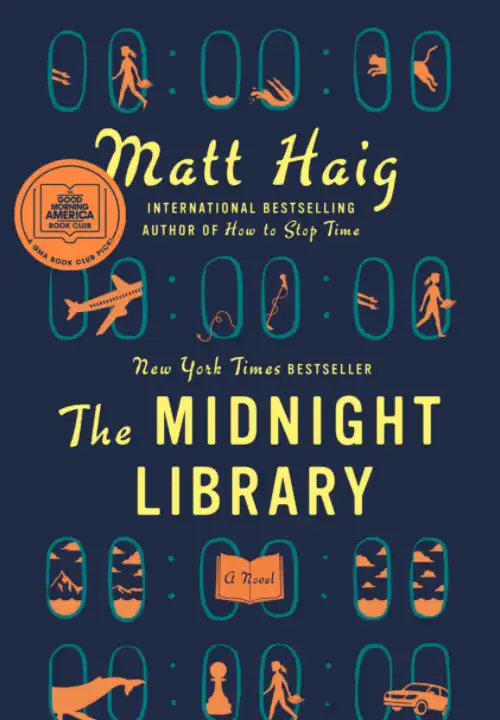 Matt Haig
INTERNATIONAL BESTSELLING
AUTHOR OF How to Stop Time
THE
GOOD
MORNING
AMERICA
BOOK CLUB
A GMA BOOK CLUB PICK
New York Times BESTSELLER
The MIDNIGHT
LIBRARY
A Novel